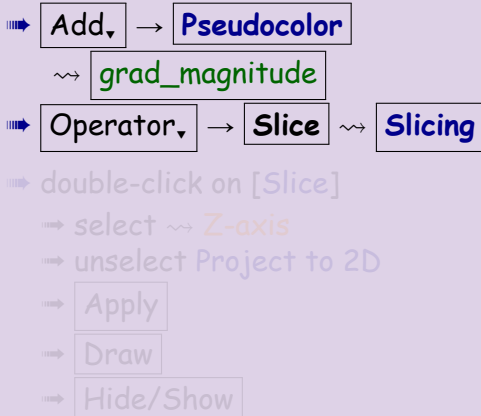 ➠ Add▾ → Pseudocolor
⇝ grad_magnitude
➠ Operator▾ → Slice ⇝ Slicing
➠ double-click on [Slice]
➠ select ⇝ Z-axis
➠ unselect Project to 2D
➠ Apply
➠ Draw
➠ Hide/Show